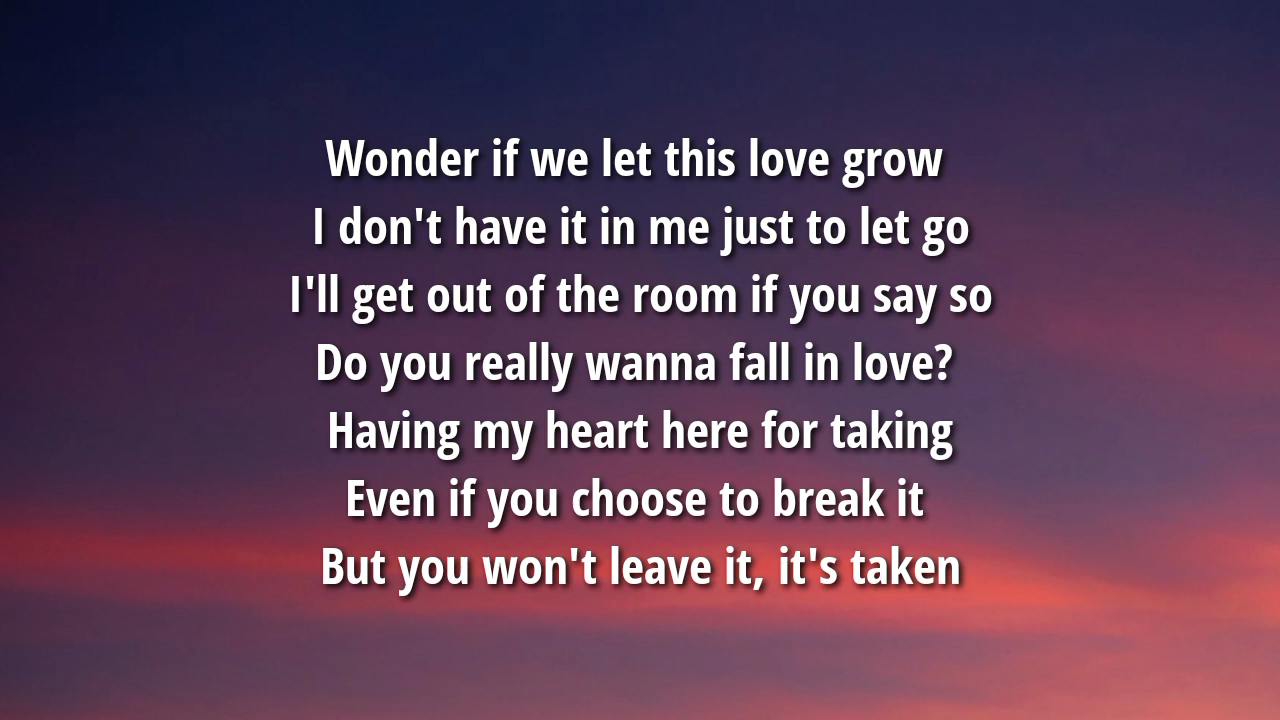 Wonder if we let this love grow
I don't have it in me just to let go
I'll get out of the room if you say so
Do you really wanna fall in love?
Having my heart here for taking
Even if you choose to break it
But you won't leave it, it's taken